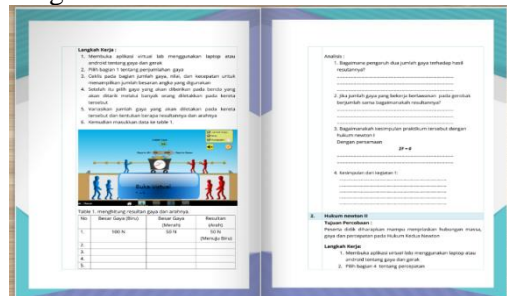 Langkah Kerja :
1. Membuka aplikasi virtual lab menggunakan laptop atau
android tentang gaya dan gerak
2. Pilih bagian 1 tentang penjumlahan gaya
3. Ceklis pada bagian jumlah gaya, nilai, dan kecepatan untuk
menampilkan jumlah besaran angka yang digunakan
4. Setelah itu pilih gaya yang akan diberikan pada benda yang
akan ditarik melalui banyak orang diletakkan pada benda
tersebut
5. gaya yang akan diletakan pada benda
tersebut dan tentukan berapa resultannya dan arahnya
6. Kemudian masukkan data ke table 1.
Buka Virtual
Table 1. menghitung resultan gaya dan arahnya
No Besar Gaya (Biru) Besar Gaya (Merah) Resultan (Arah)
1. 100 N 50 N 50 N (Menuju Biru)
2.
3.
4.
5.
Analisis :
1. Bagaimana pengaruh dua jumlah gaya terhadap hasil
resultannya?
2. Jika jumlah gaya yang bekerja berlawanan pada gerobak
berjumlah sama bagaimanakah resultannya?
3. Bagaimanakah kesimpulan praktikum tersebut dengan
hukum newton I
Dengan persamaan
ΣF = 0
4. Kesimpulan dari kegiatan 1:
2. Hukum newton II
Tujuan Percobaan :
Peserta didik diharapkan mampu menjelaskan hubungan massa,
gaya dan percepatan pada Hukum Kedua Newton
Langkah Kerja:
1. Membuka aplikasi virtual lab menggunakan laptop atau
android tentang gaya dan gerak
2. Pilih bagian 4 tentang percepatan